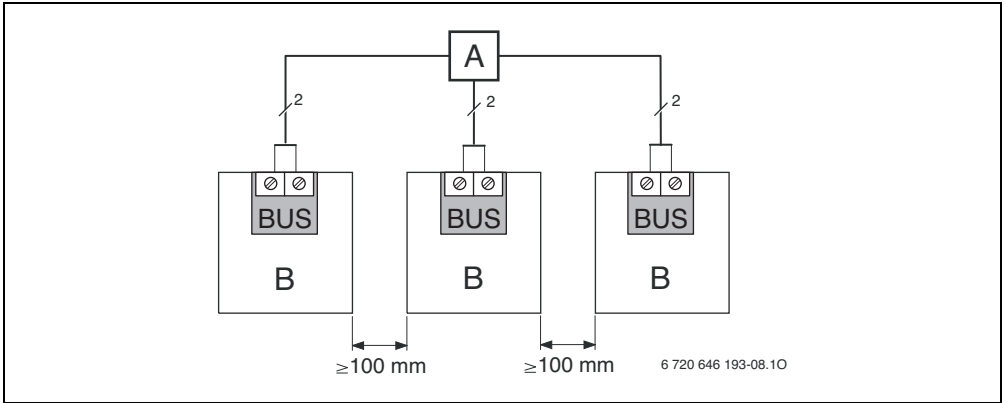 A
2 2 2
BUS BUS BUS
B B B
≥100 mm ≥100 mm
6 720 646 193-08.1O